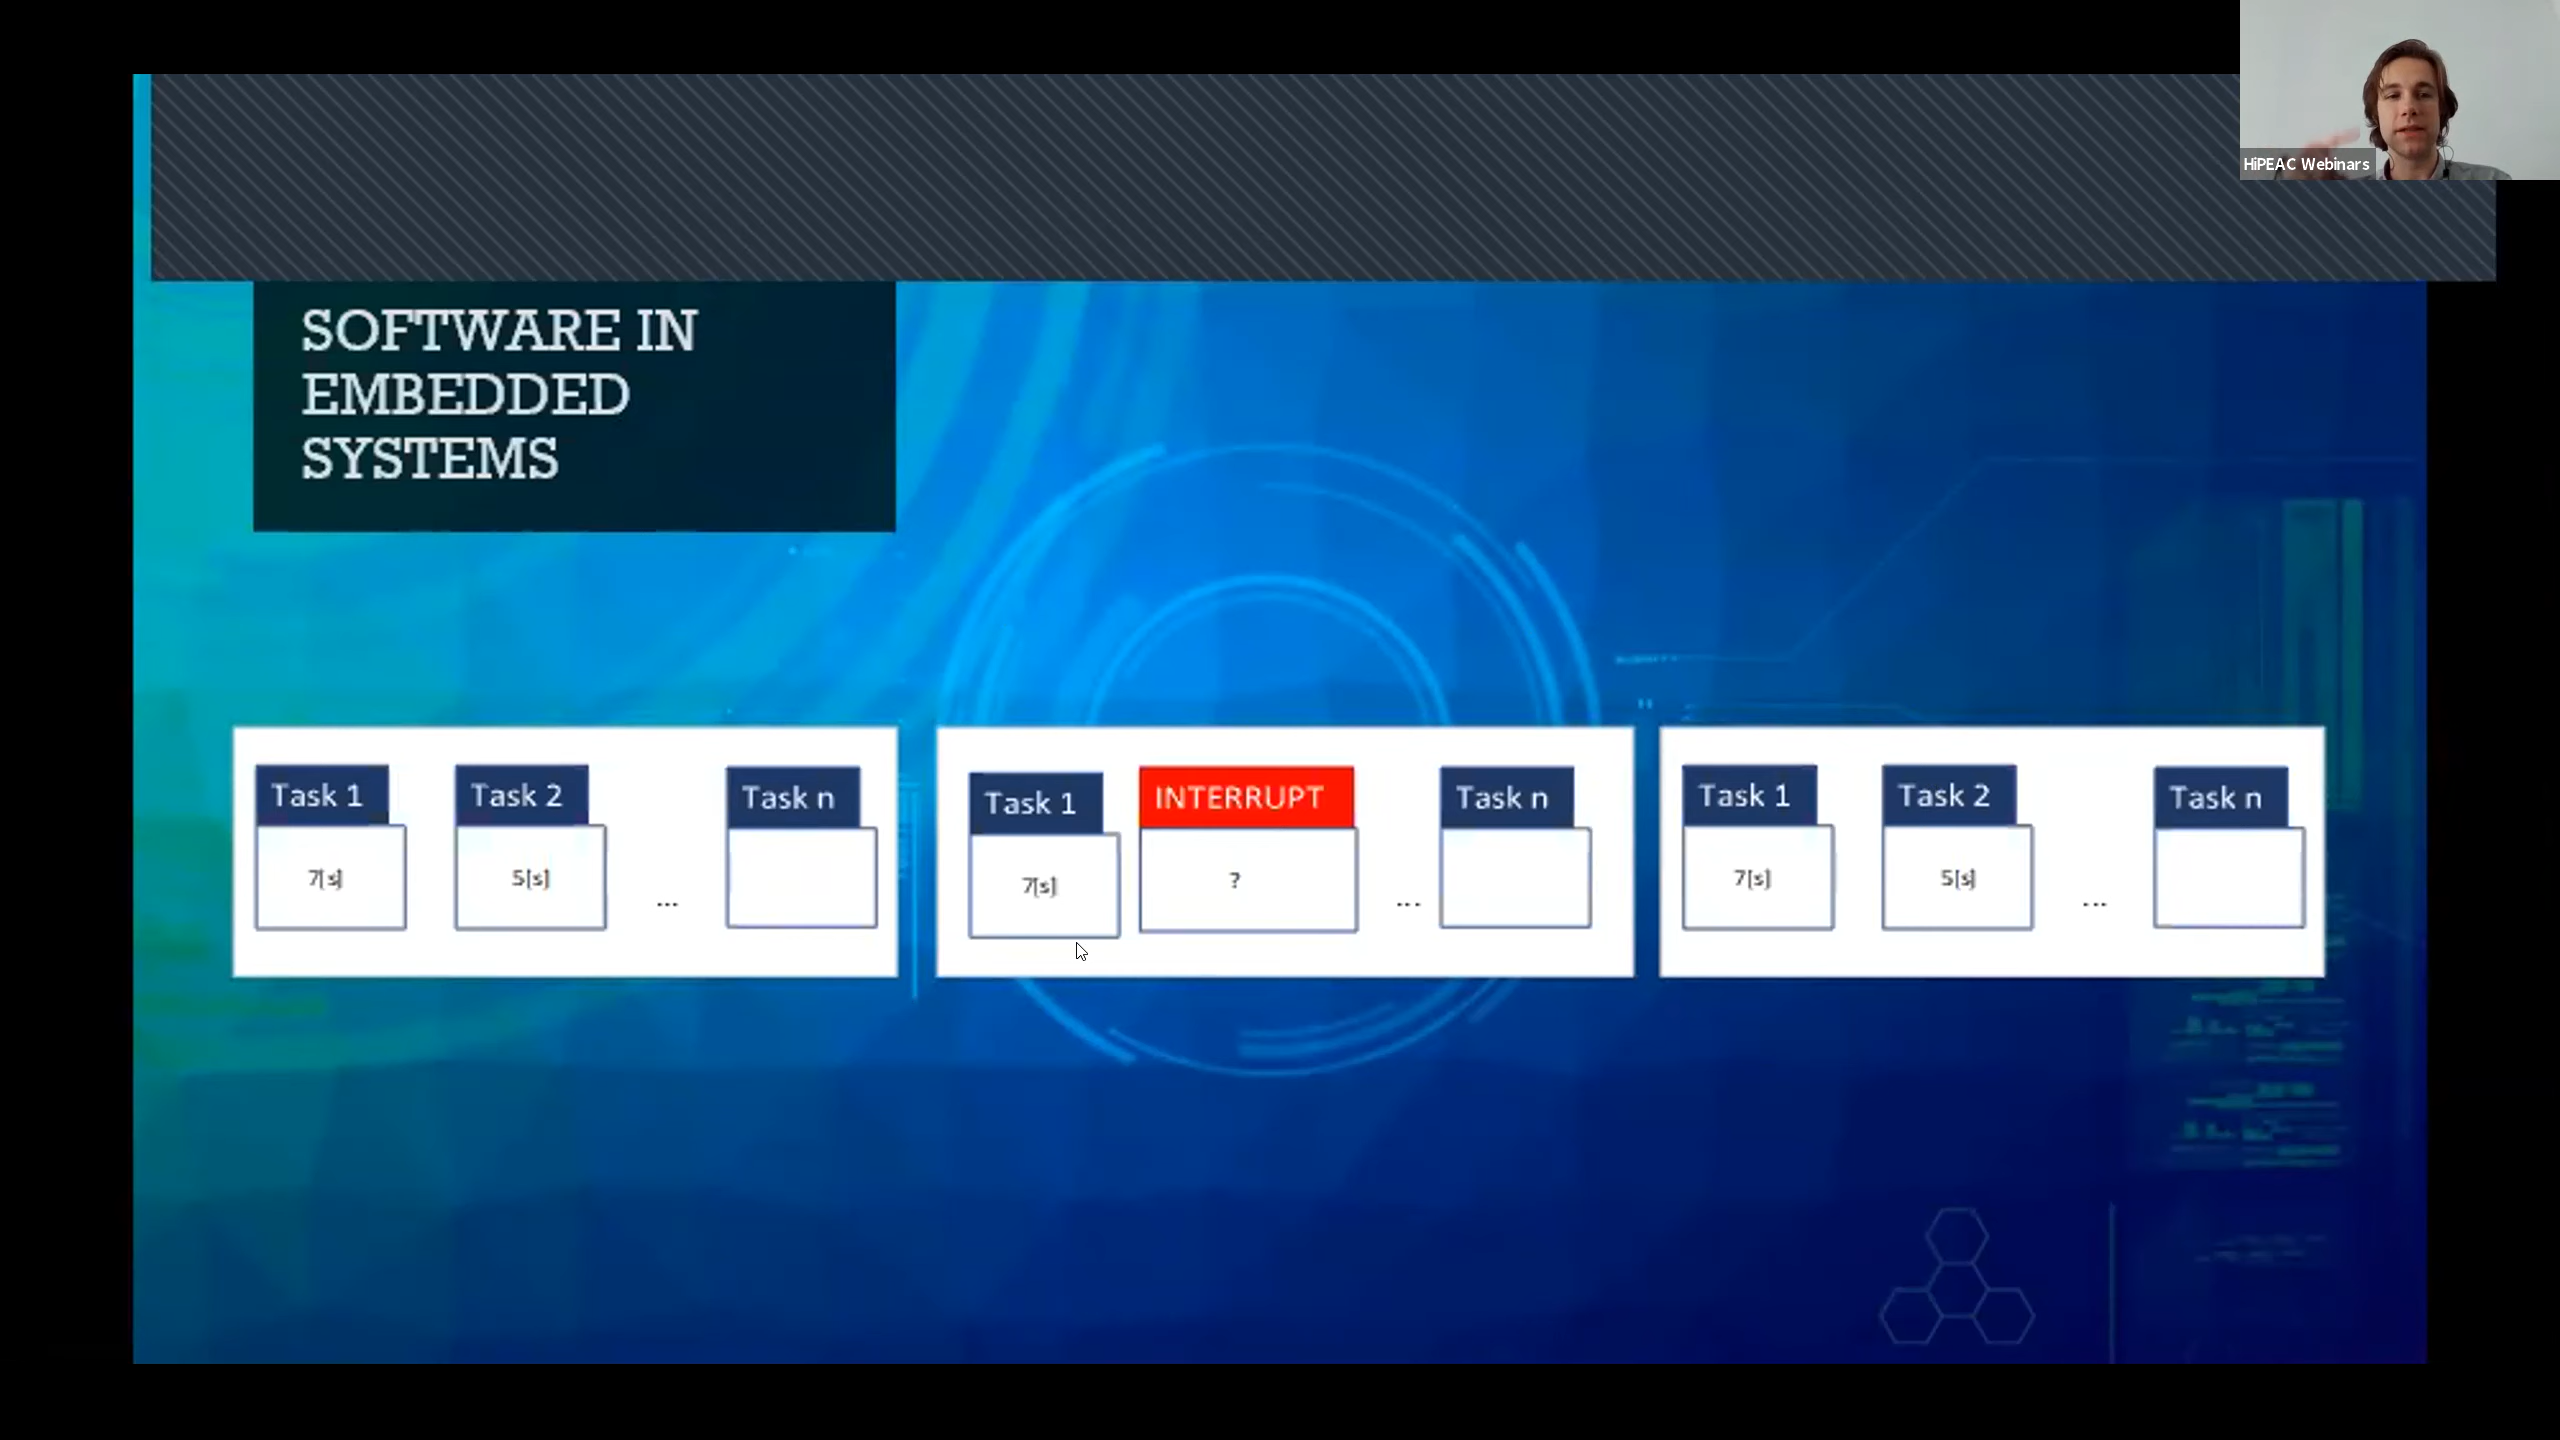 HiPEAC Webinars
SOFTWARE IN
EMBEDDED
SYSTEMS
Task 1
7[s]
Task 2
5[s]
...
Task n
Task 1
7[s]
INTERRUPT
?
...
Task n
Task 1
7[s]
Task 2
5[s]
...
Task n